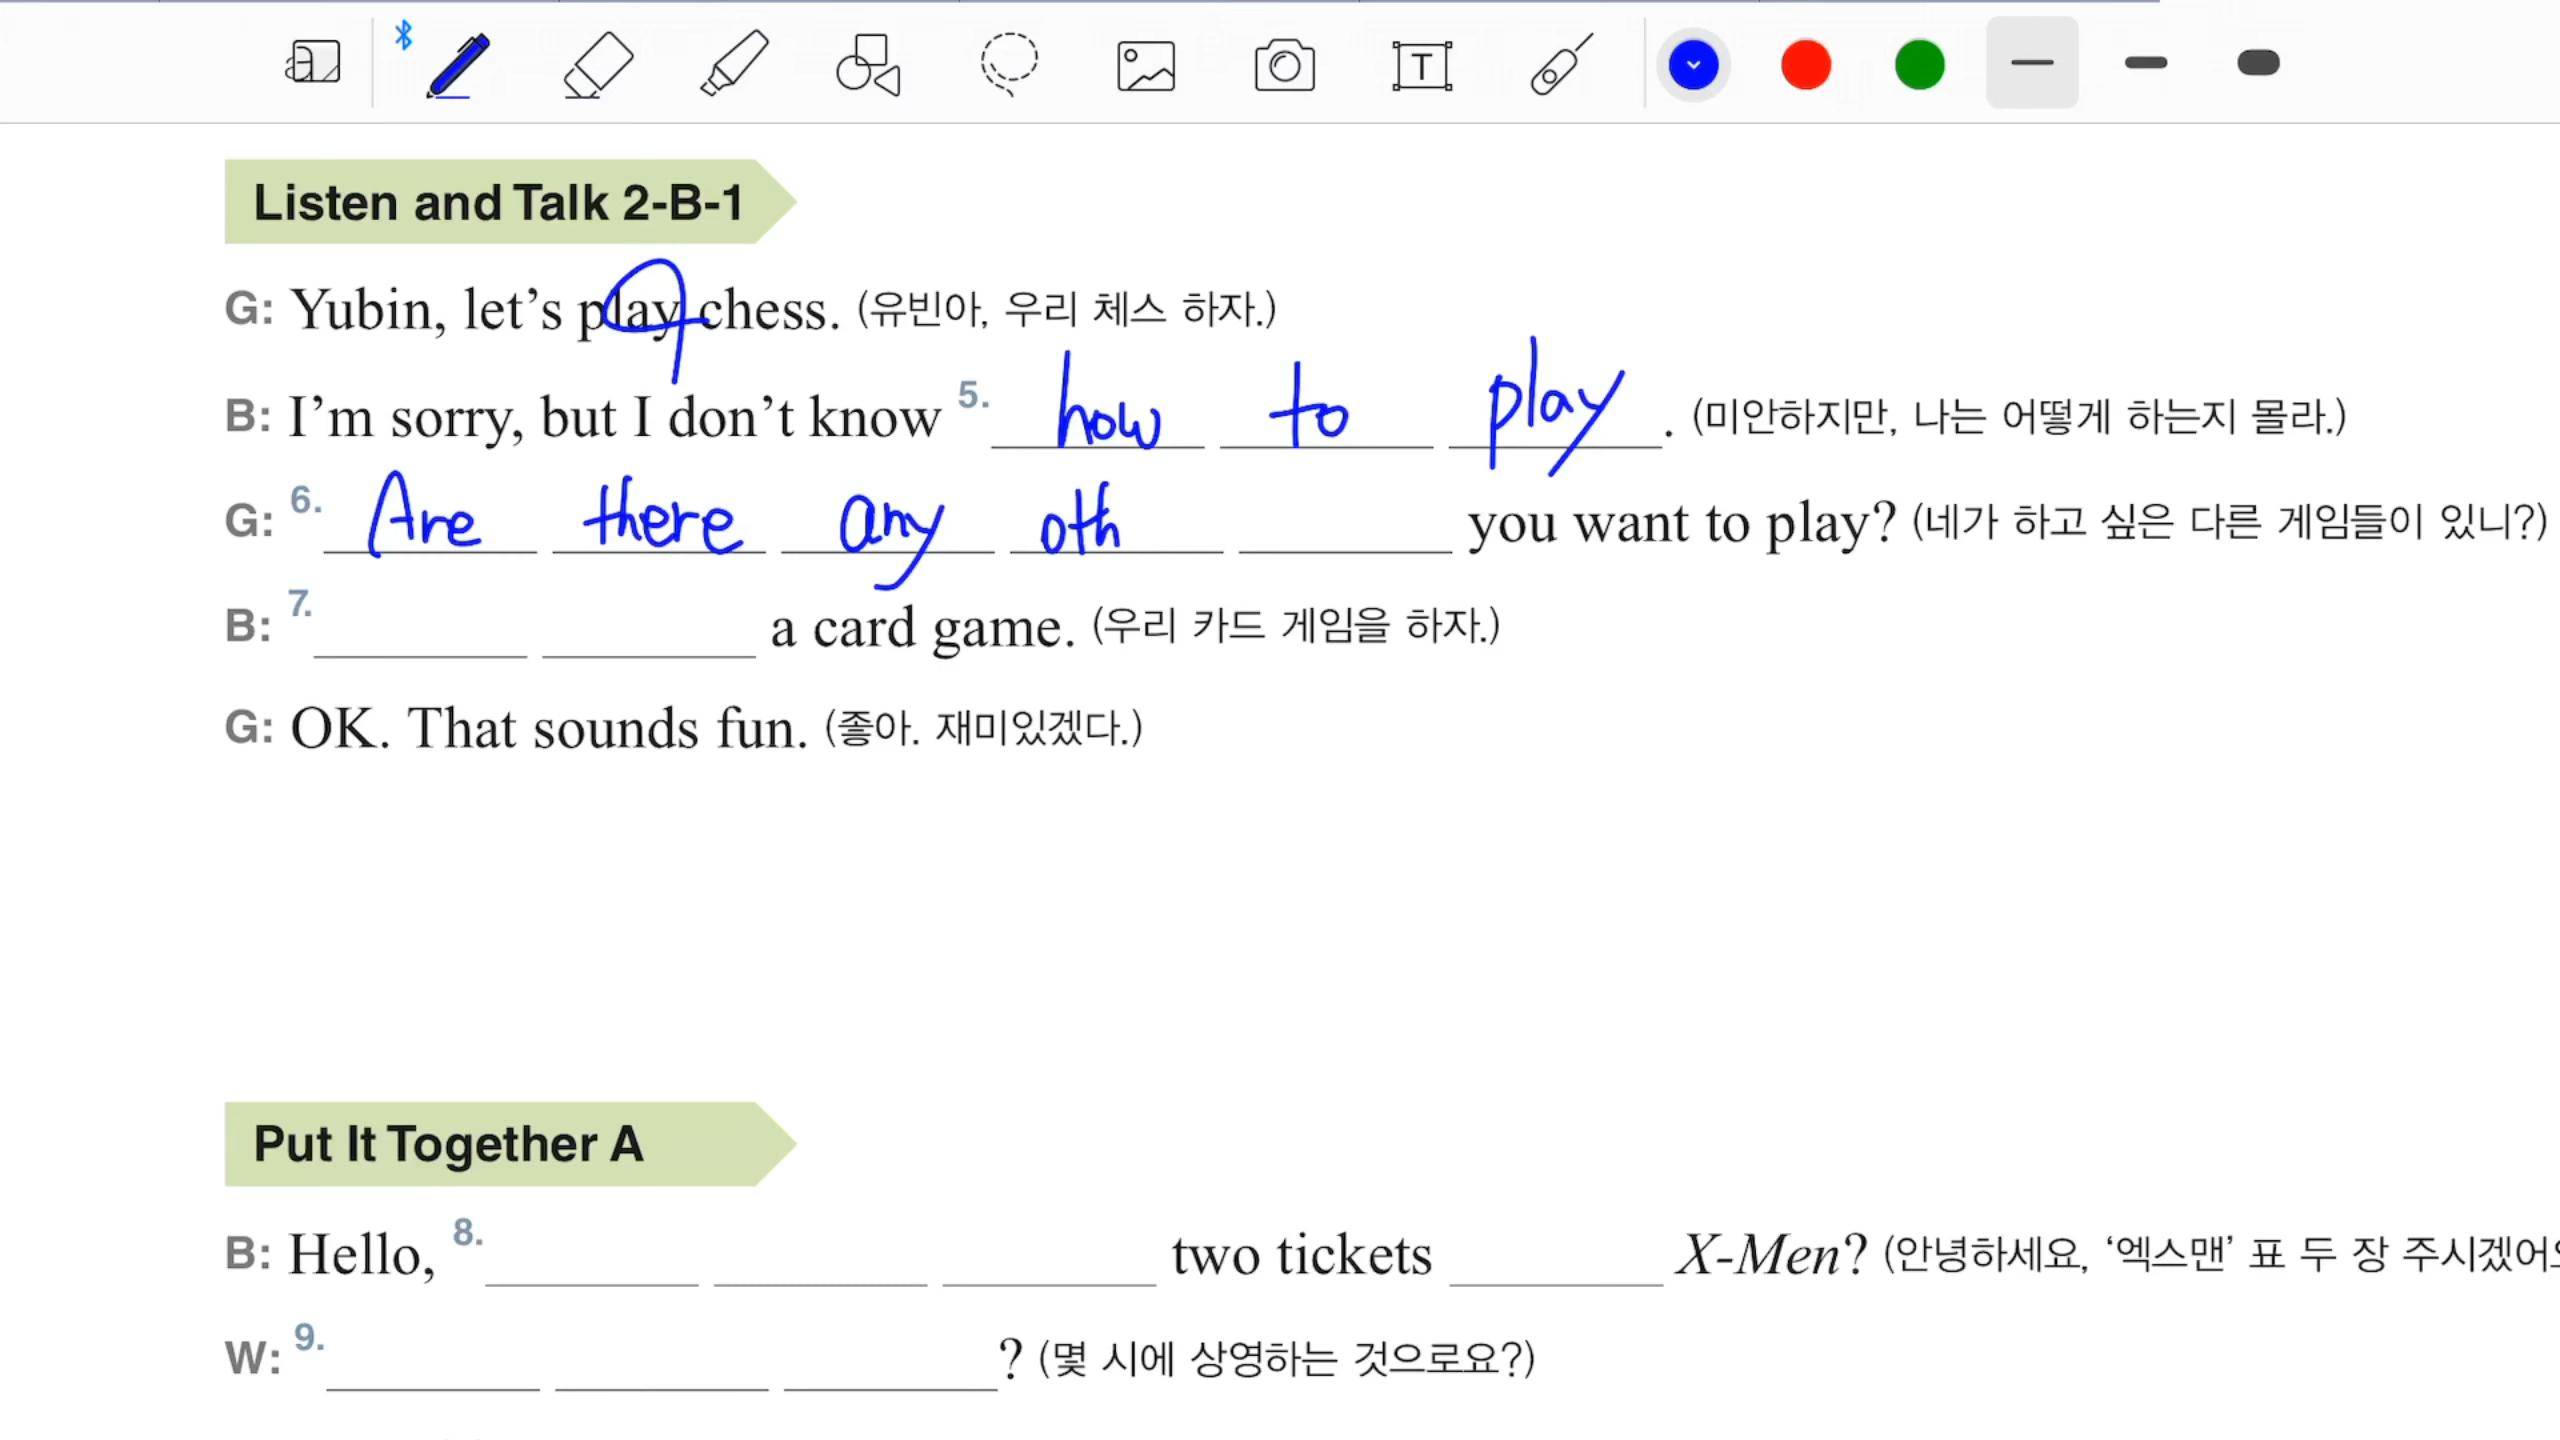 Listen and Talk 2-B-1
G: Yubin, let’s play chess. (유빈아, 우리 체스 하자.)
B: I’m sorry, but I don’t know 5. how to play. (미안하지만, 나는 어떻게 하는지 몰라.)
G: 6. Are there any oth you want to play? (네가 하고 싶은 다른 게임들이 있니?)
B: 7. a card game. (우리 카드 게임을 하자.)
G: OK. That sounds fun. (좋아. 재미있겠다.)
Put It Together A
B: Hello, 8. two tickets X-Men? (안녕하세요, ‘엑스맨’ 표 두 장 주시겠어
W: 9. ? (몇 시에 상영하는 것으로요?)